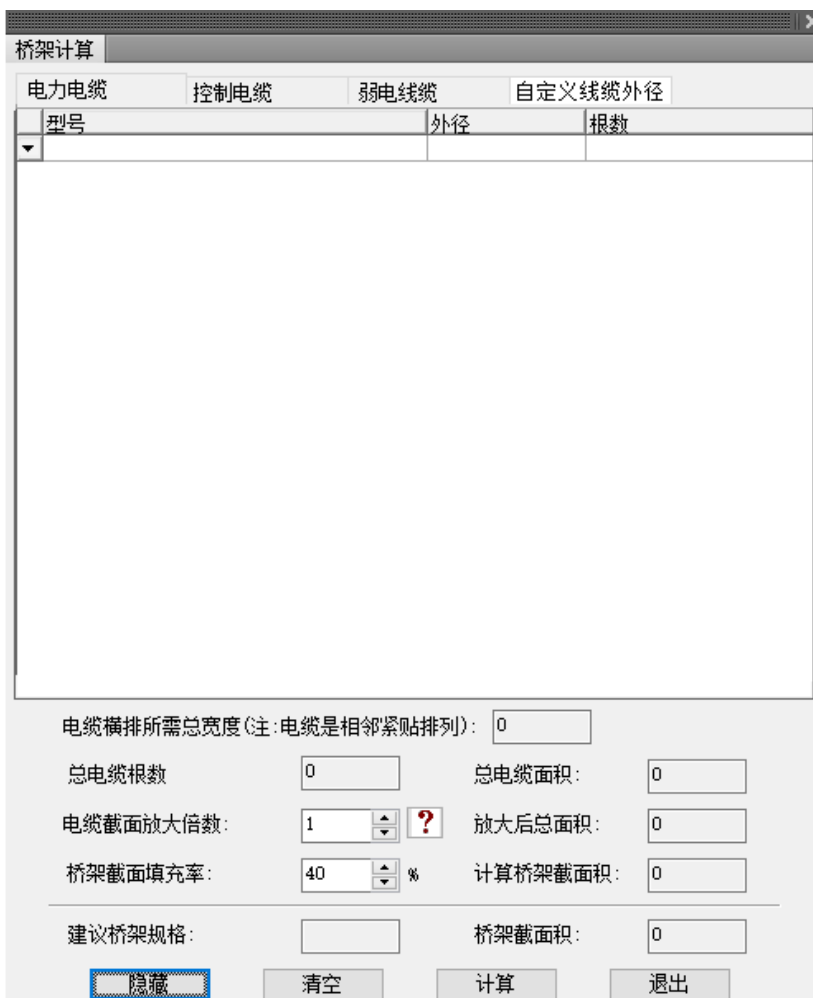 桥架计算
电力电缆 控制电缆 弱电线缆 自定义线缆外径
型号 外径 根数
电缆横排所需总宽度(注:电缆是相邻紧贴排列): 0
总电缆根数 0 总电缆面积: 0
电缆截面放大倍数: 1 ? 放大后总面积: 0
桥架截面填充率: 40 % 计算桥架截面积: 0
建议桥架规格: 桥架截面积: 0
隐藏 清空 计算 退出